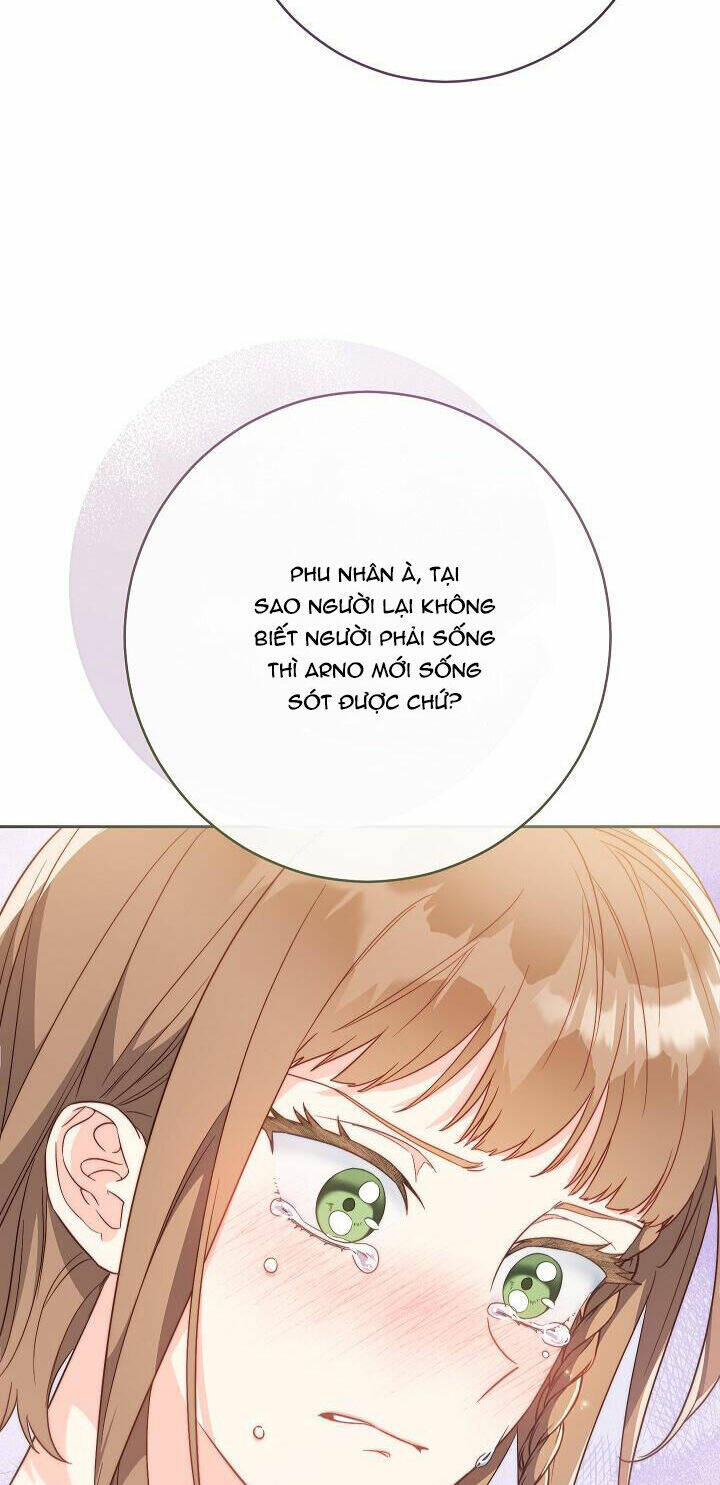 PHU NHÂN À, TẠI
SAO NGƯỜI LẠI KHÔNG
BIẾT NGƯỜI PHẢI SỐNG
THÌ ARNO MỚI SỐNG
SÓT ĐƯỢC CHỨ?